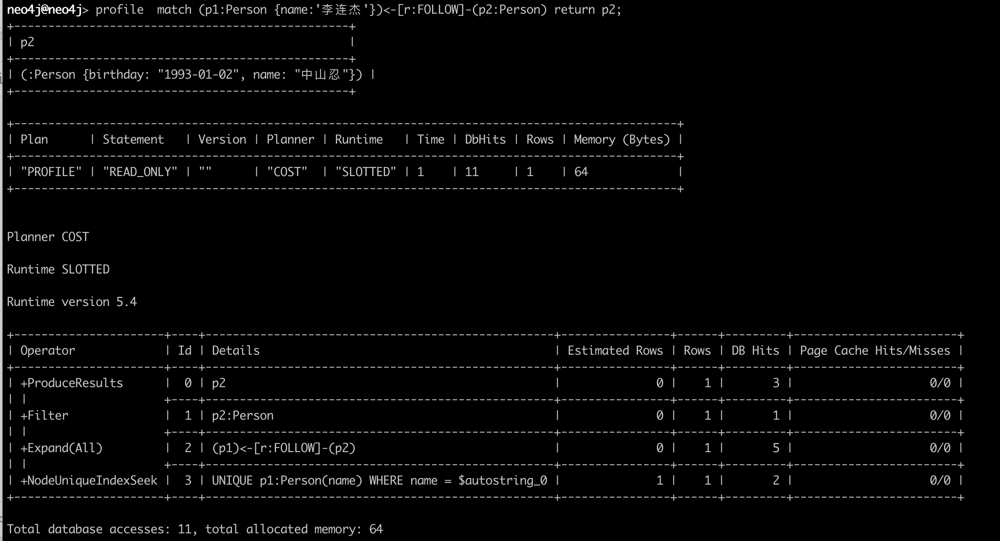 neo4j@neo4j> profile  match (p1:Person {name:'李连杰'})<-[r:FOLLOW]-(p2:Person) return p2;
+-------------------------------------------------+
| p2                                              |
+-------------------------------------------------+
| (:Person {birthday: "1993-01-02", name: "中山忍"}) |
+-------------------------------------------------+
+-------------------------------------------------------------------------------------------------+
| Plan      | Statement   | Version | Planner | Runtime   | Time | DbHits | Rows | Memory (Bytes) |
+-------------------------------------------------------------------------------------------------+
| "PROFILE" | "READ_ONLY" | ""      | "COST"  | "SLOTTED" | 1    | 11     | 1    | 64             |
+-------------------------------------------------------------------------------------------------+
Planner COST
Runtime SLOTTED
Runtime version 5.4
+----------------------+----+---------------------------------------------------+----------------+------+---------+------------------------+
| Operator             | Id | Details                                           | Estimated Rows | Rows | DB Hits | Page Cache Hits/Misses |
+----------------------+----+---------------------------------------------------+----------------+------+---------+------------------------+
| +ProduceResults      |  0 | p2                                                |              0 |    1 |       3 |                    0/0 |
| |                    +----+---------------------------------------------------+----------------+------+---------+------------------------+
| +Filter              |  1 | p2:Person                                         |              0 |    1 |       1 |                    0/0 |
| |                    +----+---------------------------------------------------+----------------+------+---------+------------------------+
| +Expand(All)         |  2 | (p1)<-[r:FOLLOW]-(p2)                             |              0 |    1 |       5 |                    0/0 |
| |                    +----+---------------------------------------------------+----------------+------+---------+------------------------+
| +NodeUniqueIndexSeek |  3 | UNIQUE p1:Person(name) WHERE name = $autostring_0 |              1 |    1 |       2 |                    0/0 |
+----------------------+----+---------------------------------------------------+----------------+------+---------+------------------------+
Total database accesses: 11, total allocated memory: 64